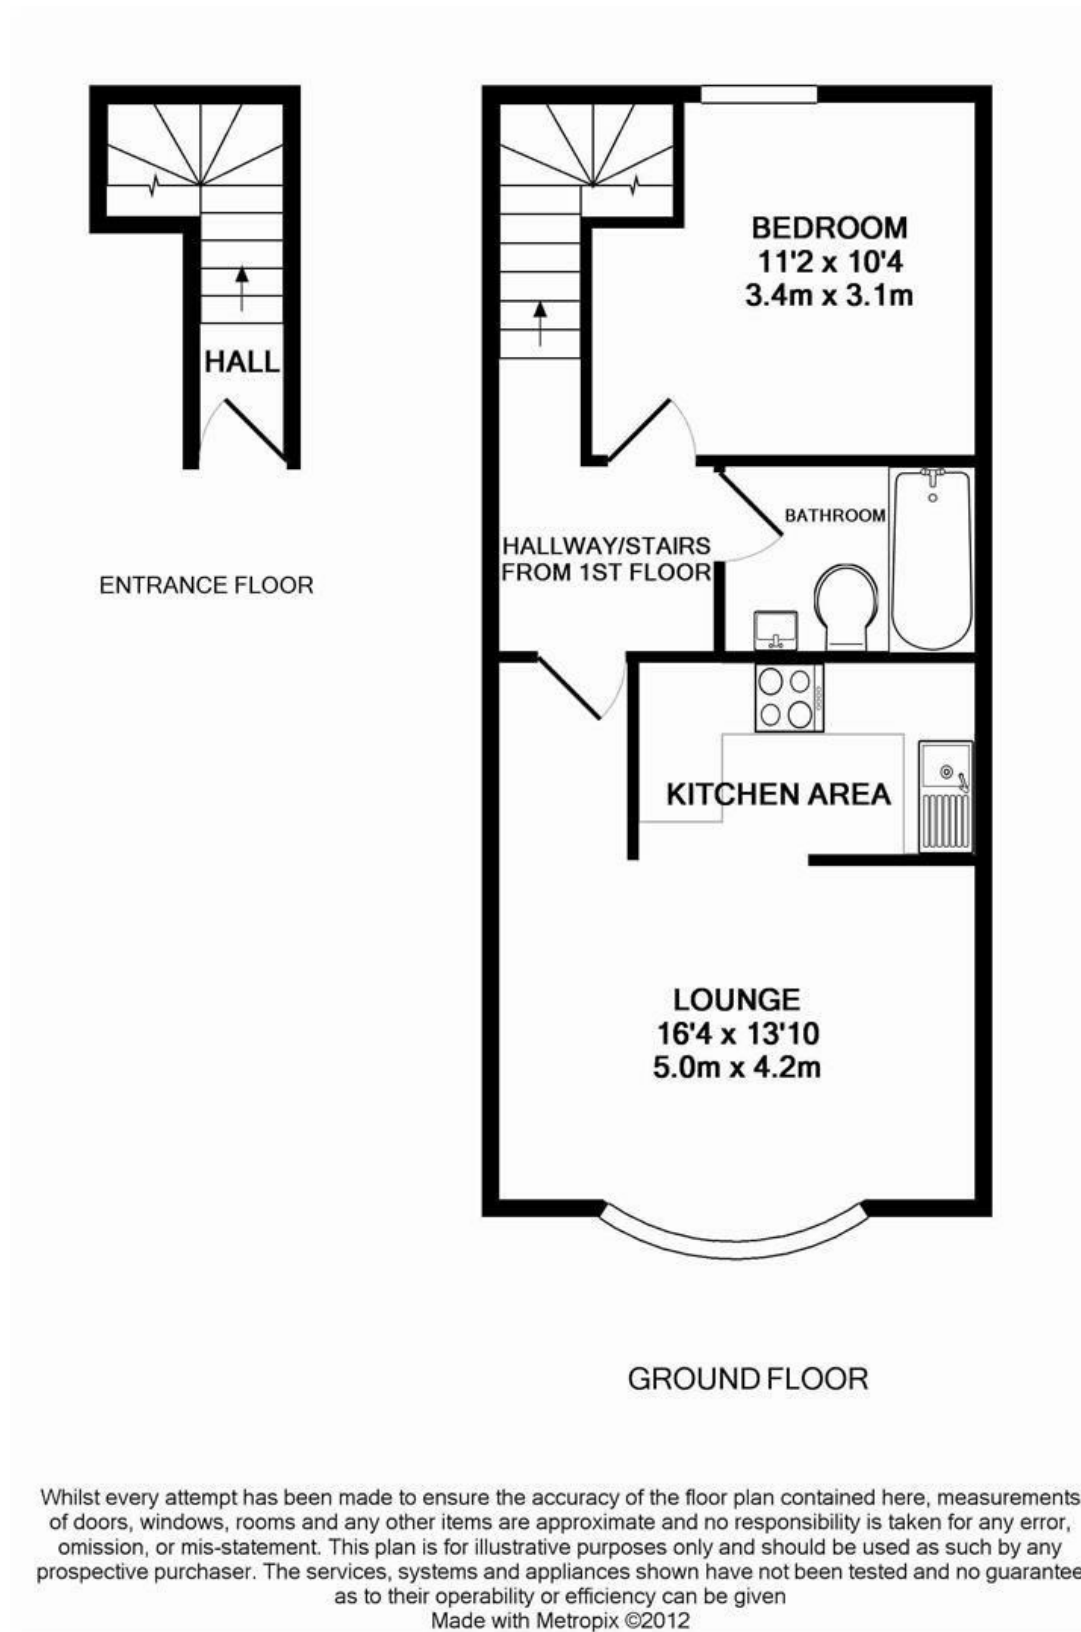 BEDROOM
11'2 x 10'4
3.4m x 3.1m
HALL
BATHROOM
HALLWAY/STAIRS
FROM 1ST FLOOR
ENTRANCE FLOOR
KITCHEN AREA
LOUNGE
16'4 x 13'10
5.0m x 4.2m
GROUND FLOOR
Whilst every attempt has been made to ensure the accuracy of the floor plan contained here, measurements
of doors, windows, rooms and any other items are approximate and no responsibility is taken for any error,
omission, or mis-statement. This plan is for illustrative purposes only and should be used as such by any
prospective purchaser. The services, systems and appliances shown have not been tested and no guarantee
as to their operability or efficiency can be given
Made with Metropix ©2012